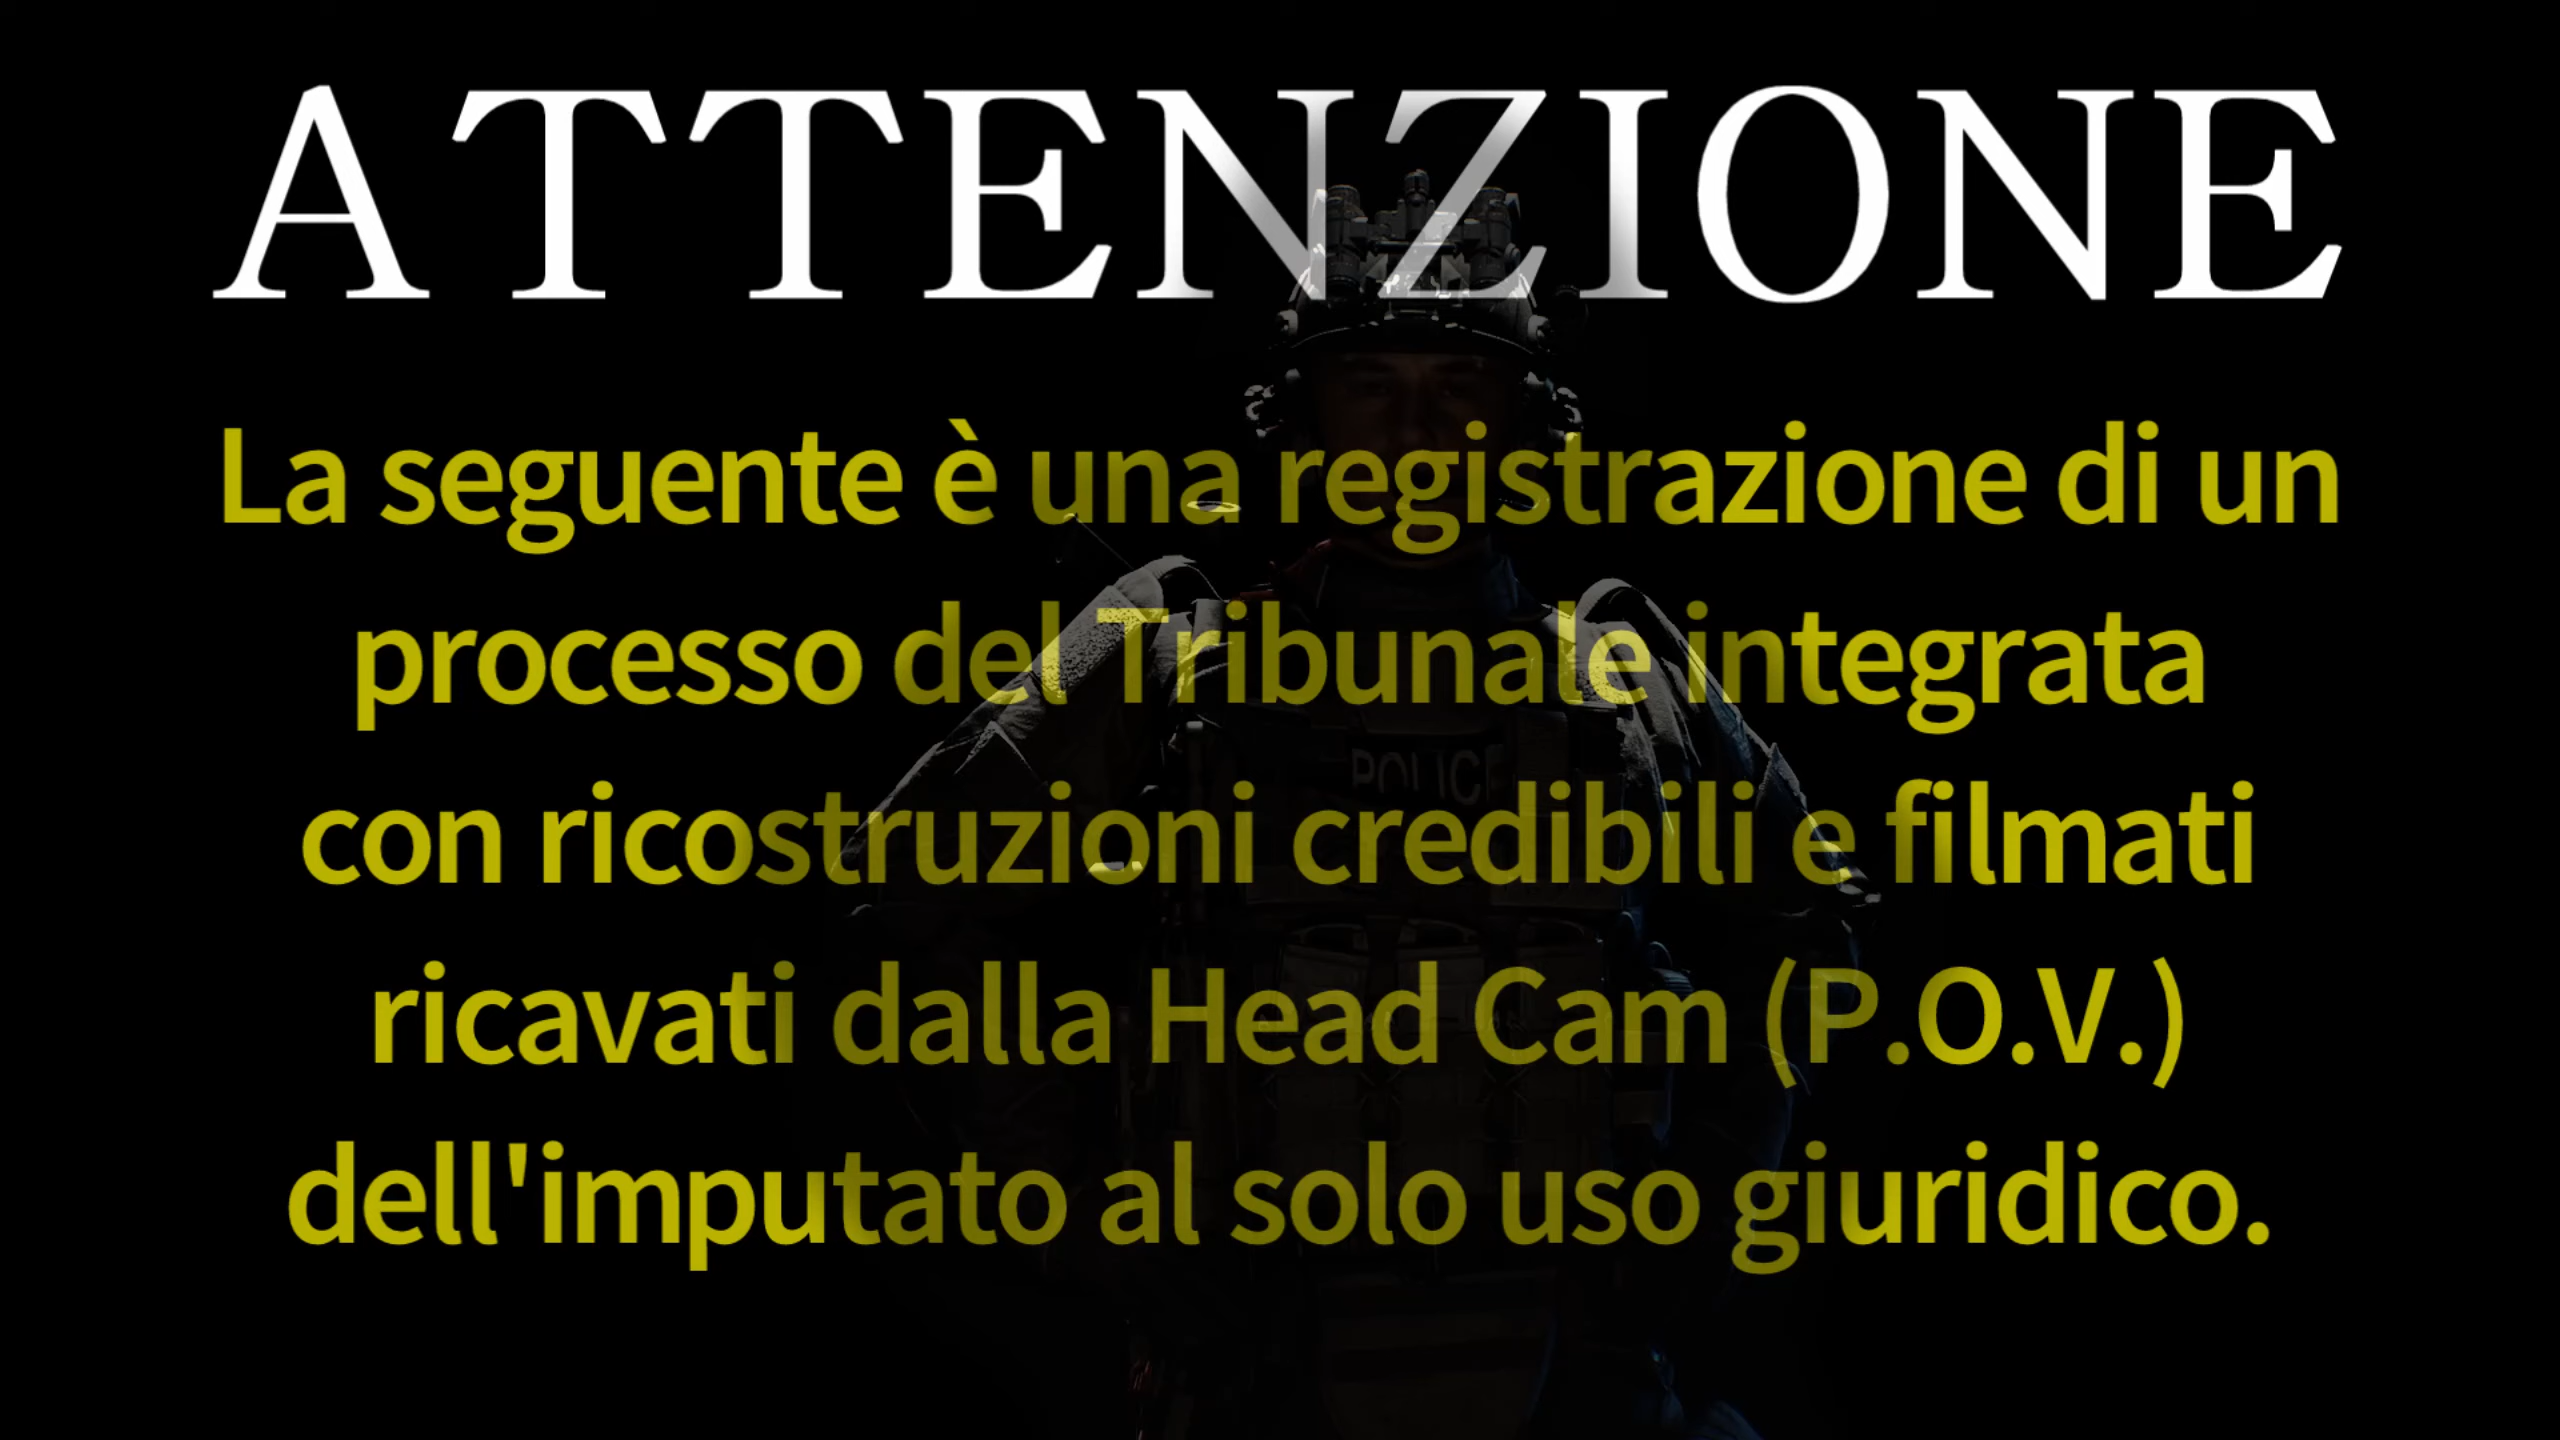 ATTENZIONE
La seguente è una registrazione di un
processo del Tribunale integrata
con ricostruzioni credibili e filmati
ricavati dalla Head Cam (P.O.V.)
dell'imputato al solo uso giuridico.
POLICE